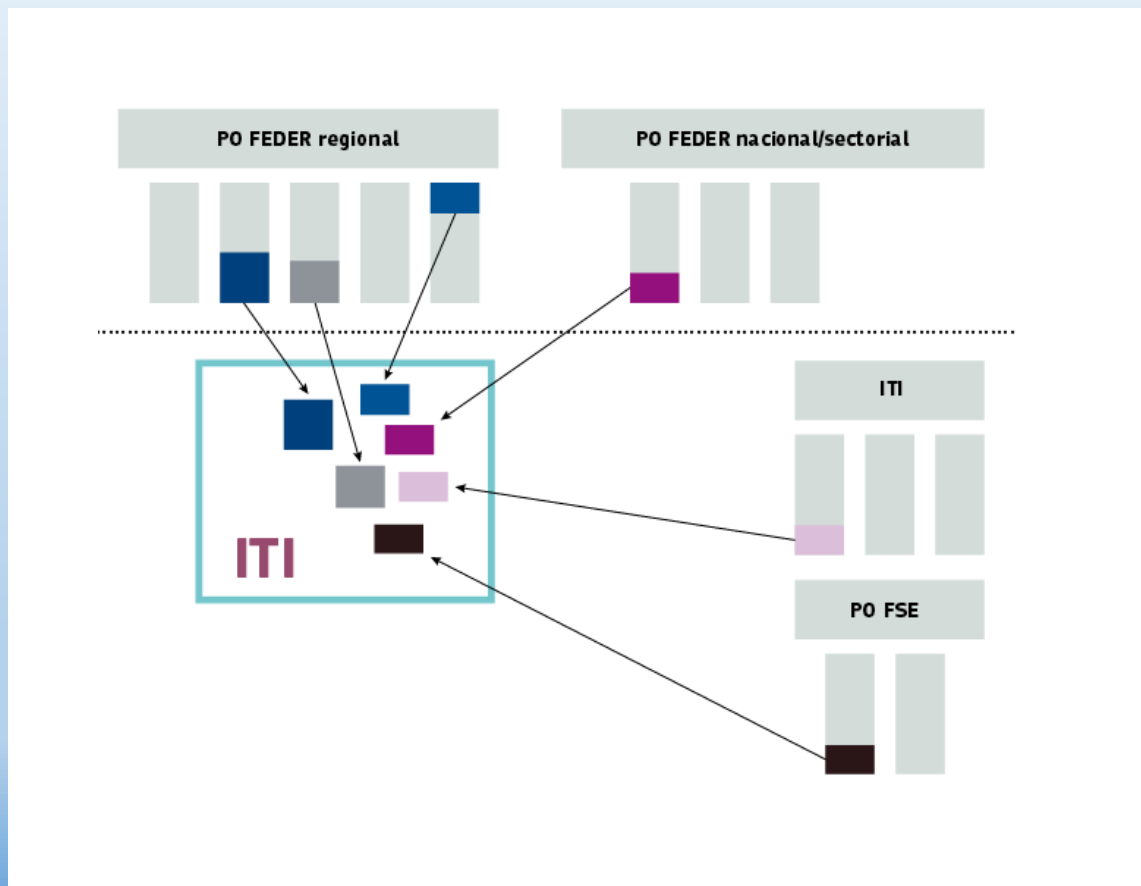 PO FEDER regional
PO FEDER nacional/sectorial
ITI
ITI
PO FSE